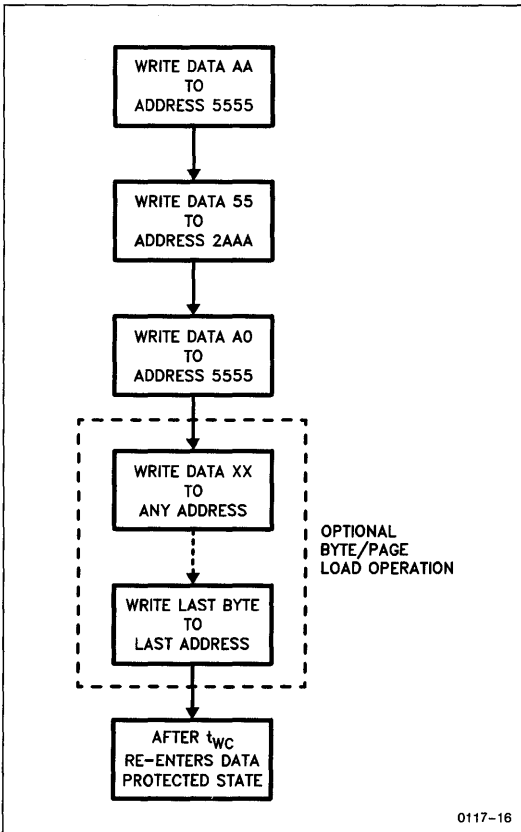 WRITE DATA AA
TO
ADDRESS 5555
WRITE DATA 55
TO
ADDRESS 2AAA
WRITE DATA A0
TO
ADDRESS 5555
WRITE DATA XX
TO
ANY ADDRESS
OPTIONAL
BYTE/PAGE
LOAD OPERATION
WRITE LAST BYTE
TO
LAST ADDRESS
AFTER tWC
RE-ENTERS DATA
PROTECTED STATE
0117-16